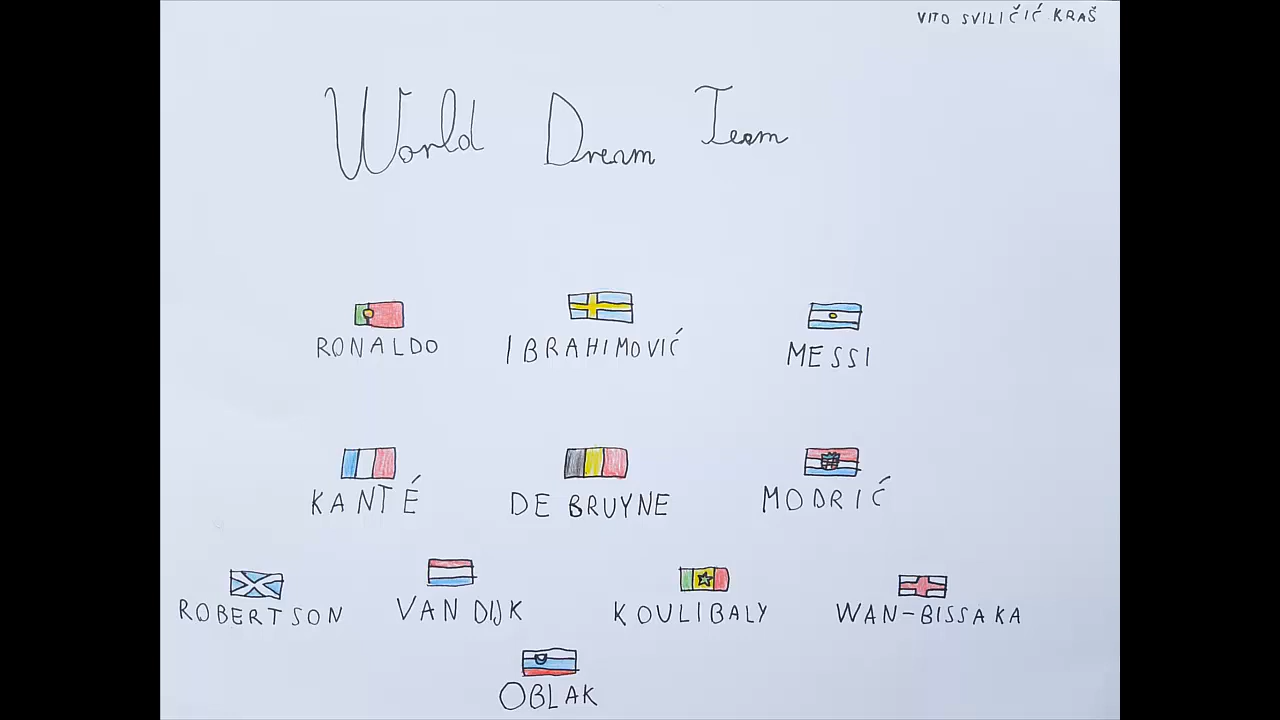 VITO SVILIČIĆ KRAŠ
World Dream Team
RONALDO IBRAHIMOVIĆ MESSI
KANTÉ DE BRUYNE MODRIĆ
ROBERTSON VAN DIJK KOULIBALY WAN-BISSAKA
OBLAK